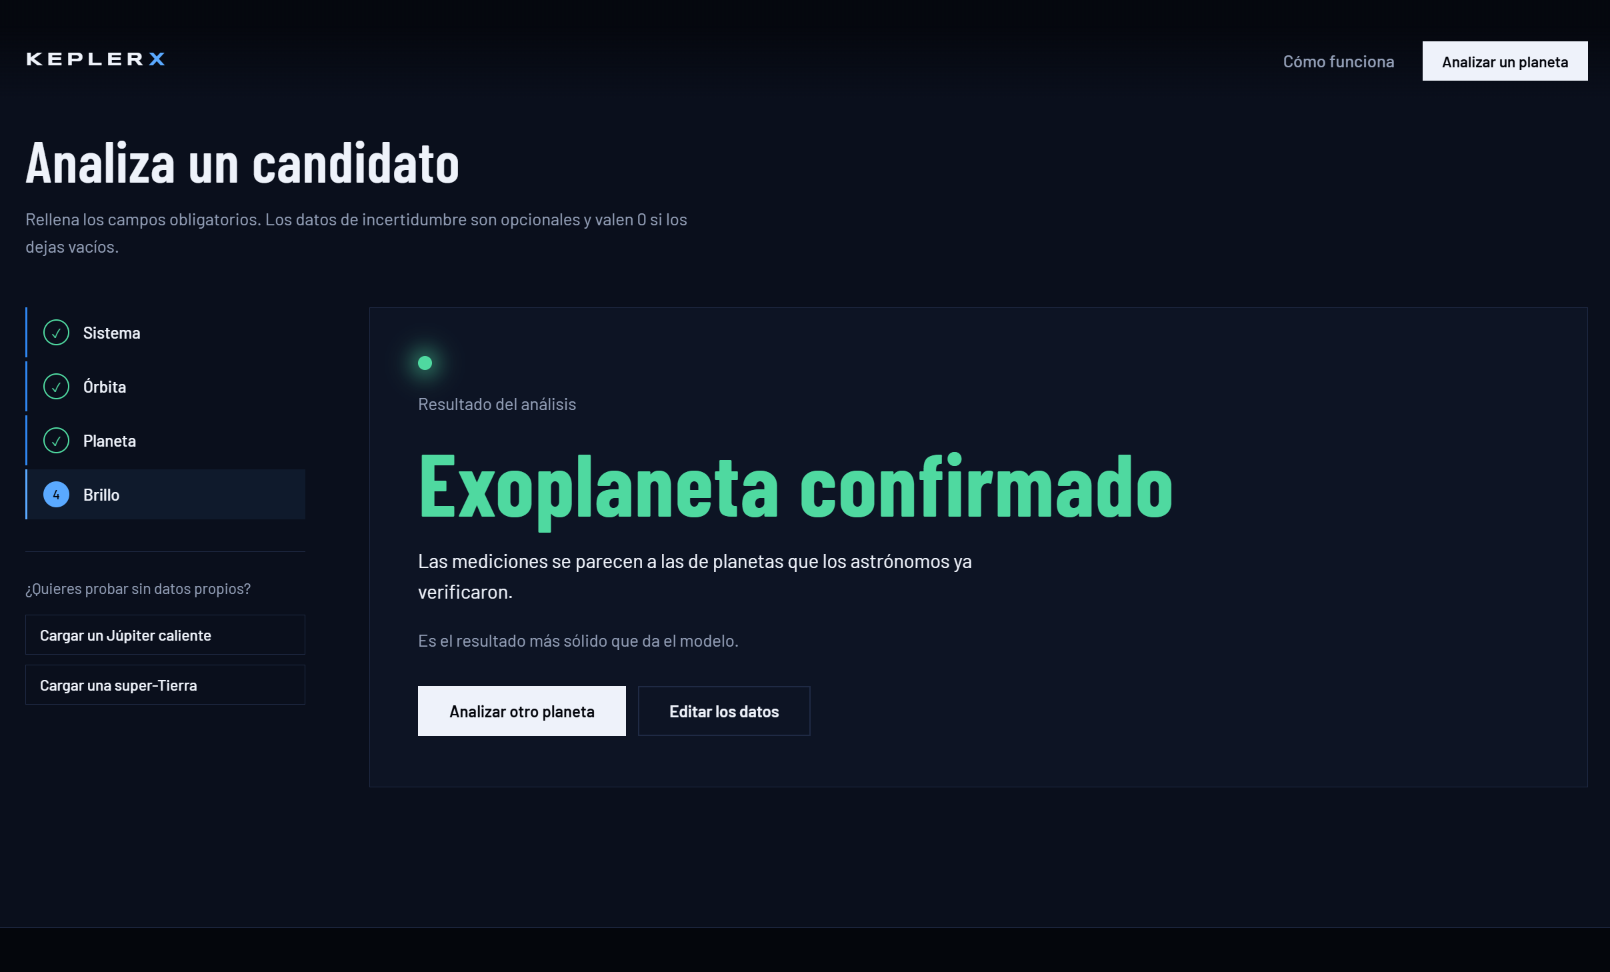 KEPLERX
Cómo funciona
Analizar un planeta
Analiza un candidato
Rellena los campos obligatorios. Los datos de incertidumbre son opcionales y valen 0 si los
dejas vacíos.
✓ Sistema
✓ Órbita
✓ Planeta
4 Brillo
¿Quieres probar sin datos propios?
Cargar un Júpiter caliente
Cargar una super-Tierra
Resultado del análisis
Exoplaneta confirmado
Las mediciones se parecen a las de planetas que los astrónomos ya
verificaron.
Es el resultado más sólido que da el modelo.
Analizar otro planeta
Editar los datos